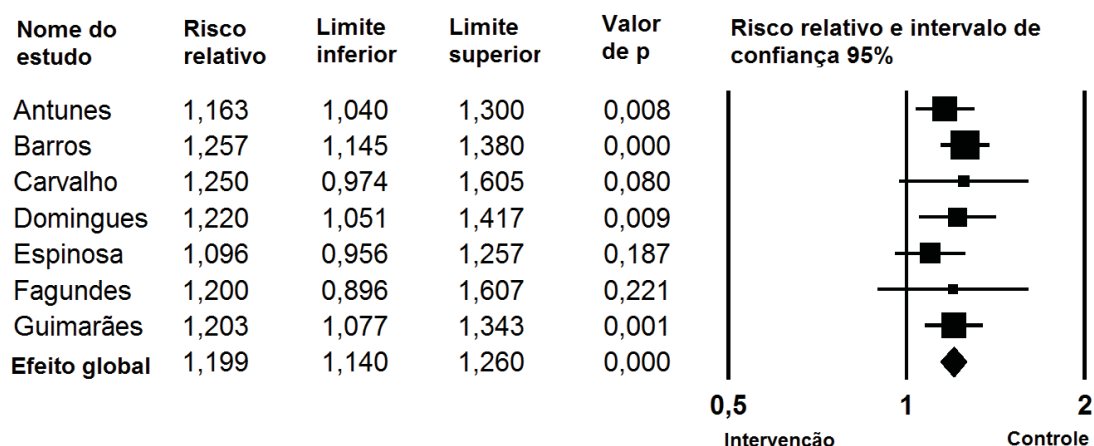 Nome do estudo Risco relativo Limite inferior Limite superior Valor de p Risco relativo e intervalo de confiança 95%
Antunes 1,163 1,040 1,300 0,008
Barros 1,257 1,145 1,380 0,000
Carvalho 1,250 0,974 1,605 0,080
Domingues 1,220 1,051 1,417 0,009
Espinosa 1,096 0,956 1,257 0,187
Fagundes 1,200 0,896 1,607 0,221
Guimarães 1,203 1,077 1,343 0,001
Efeito global 1,199 1,140 1,260 0,000
0,5 1 2
Intervenção Controle